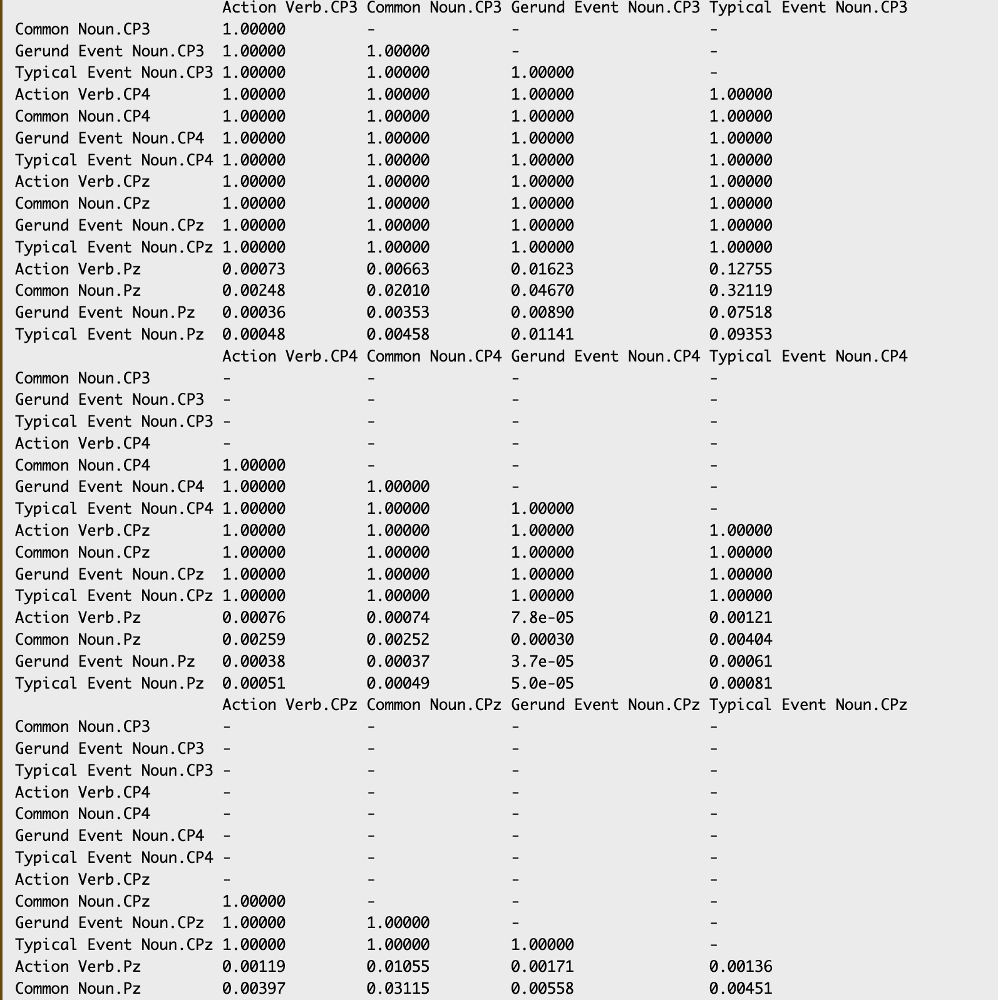 Action Verb.CP3 Common Noun.CP3 Gerund Event Noun.CP3 Typical Event Noun.CP3
Common Noun.CP3 1.00000 - - -
Gerund Event Noun.CP3 1.00000 1.00000 - -
Typical Event Noun.CP3 1.00000 1.00000 1.00000 -
Action Verb.CP4 1.00000 1.00000 1.00000 1.00000
Common Noun.CP4 1.00000 1.00000 1.00000 1.00000
Gerund Event Noun.CP4 1.00000 1.00000 1.00000 1.00000
Typical Event Noun.CP4 1.00000 1.00000 1.00000 1.00000
Action Verb.CPz 1.00000 1.00000 1.00000 1.00000
Common Noun.CPz 1.00000 1.00000 1.00000 1.00000
Gerund Event Noun.CPz 1.00000 1.00000 1.00000 1.00000
Typical Event Noun.CPz 1.00000 1.00000 1.00000 1.00000
Action Verb.Pz 0.00073 0.00663 0.01623 0.12755
Common Noun.Pz 0.00248 0.02010 0.04670 0.32119
Gerund Event Noun.Pz 0.00036 0.00353 0.00890 0.07518
Typical Event Noun.Pz 0.00048 0.00458 0.01141 0.09353
Action Verb.CP4 Common Noun.CP4 Gerund Event Noun.CP4 Typical Event Noun.CP4
Common Noun.CP3 - - - -
Gerund Event Noun.CP3 - - - -
Typical Event Noun.CP3 - - - -
Action Verb.CP4 - - - -
Common Noun.CP4 1.00000 - - -
Gerund Event Noun.CP4 1.00000 1.00000 - -
Typical Event Noun.CP4 1.00000 1.00000 1.00000 -
Action Verb.CPz 1.00000 1.00000 1.00000 1.00000
Common Noun.CPz 1.00000 1.00000 1.00000 1.00000
Gerund Event Noun.CPz 1.00000 1.00000 1.00000 1.00000
Typical Event Noun.CPz 1.00000 1.00000 1.00000 1.00000
Action Verb.Pz 0.00076 0.00074 7.8e-05 0.00121
Common Noun.Pz 0.00259 0.00252 0.00030 0.00404
Gerund Event Noun.Pz 0.00038 0.00037 3.7e-05 0.00061
Typical Event Noun.Pz 0.00051 0.00049 5.0e-05 0.00081
Action Verb.CPz Common Noun.CPz Gerund Event Noun.CPz Typical Event Noun.CPz
Common Noun.CP3 - - - -
Gerund Event Noun.CP3 - - - -
Typical Event Noun.CP3 - - - -
Action Verb.CP4 - - - -
Common Noun.CP4 - - - -
Gerund Event Noun.CP4 - - - -
Typical Event Noun.CP4 - - - -
Action Verb.CPz - - - -
Common Noun.CPz 1.00000 - - -
Gerund Event Noun.CPz 1.00000 1.00000 - -
Typical Event Noun.CPz 1.00000 1.00000 1.00000 -
Action Verb.Pz 0.00119 0.01055 0.00171 0.00136
Common Noun.Pz 0.00397 0.03115 0.00558 0.00451